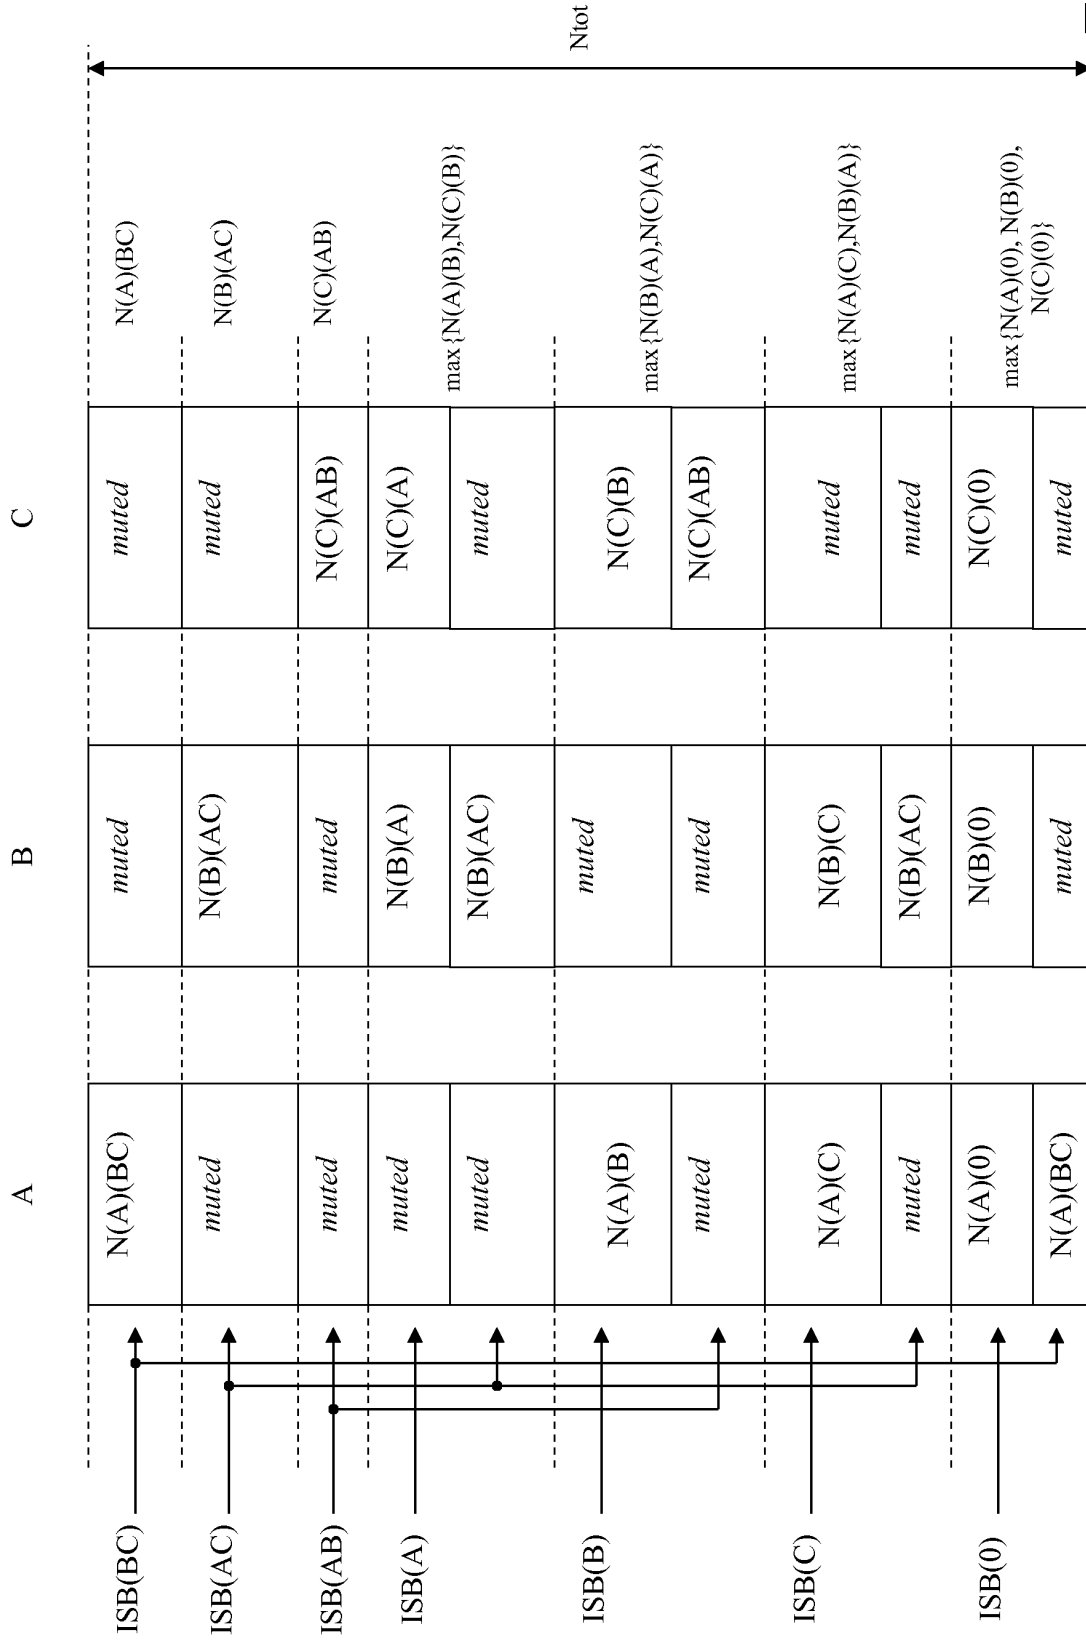 A B C
ISB(BC) N(A)(BC) muted muted N(A)(BC)
ISB(AC) muted N(B)(AC) muted N(B)(AC)
ISB(AB) muted muted N(C)(AB) N(C)(AB)
ISB(A) muted N(B)(A) N(C)(A)
max{N(A)(B),N(C)(B)}
muted N(B)(AC) muted
Ntot
ISB(B) N(A)(B) muted N(C)(B)
max{N(B)(A),N(C)(A)}
muted muted N(C)(AB)
ISB(C) N(A)(C) N(B)(C) muted
max{N(A)(C),N(B)(A)}
muted N(B)(AC) muted
ISB(0) N(A)(0) N(B)(0) N(C)(0)
max{N(A)(0), N(B)(0),
N(C)(0)}
N(A)(BC) muted muted